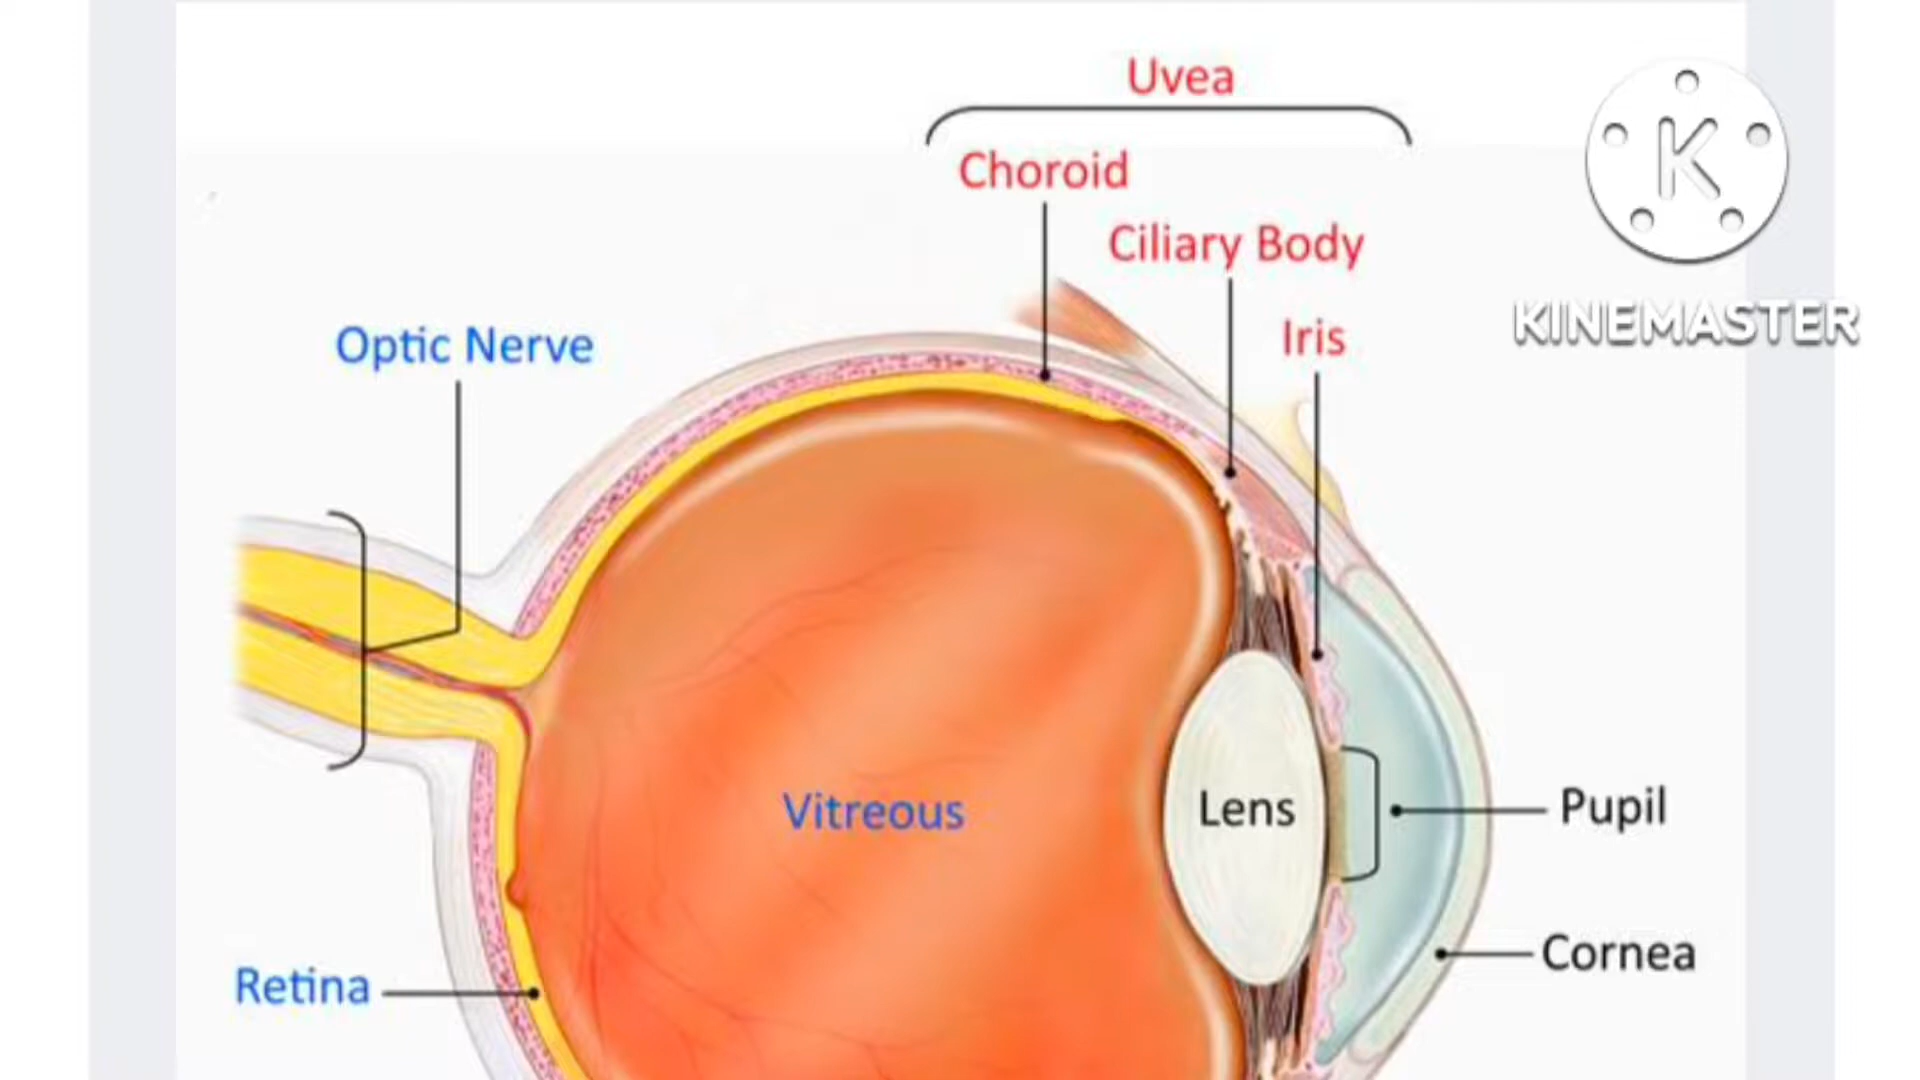 Uvea
Choroid
Ciliary Body
Iris
Optic Nerve
Vitreous
Lens
Pupil
Cornea
Retina
K
KINEMASTER